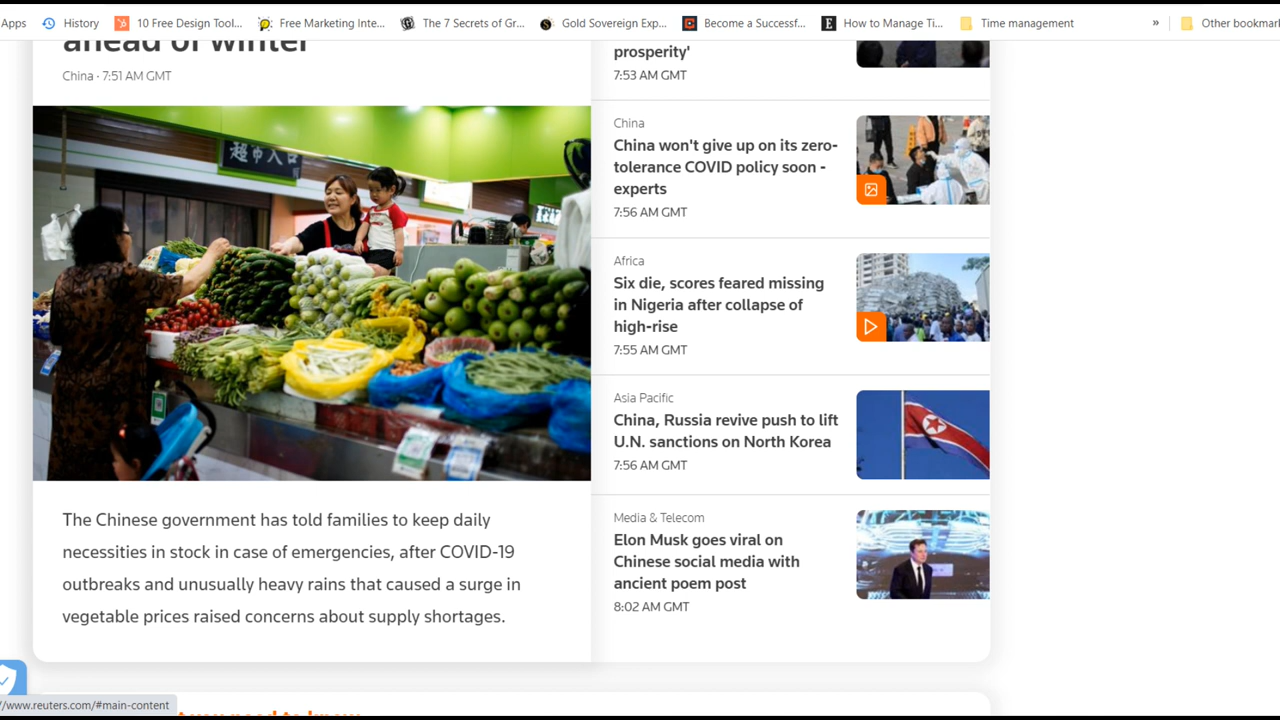 Apps
History
10 Free Design Tool...
Free Marketing Inte...
The 7 Secrets of Gr...
Gold Sovereign Exp...
Become a Successf...
How to Manage Ti...
Time management
»
Other bookmar
ahead of winter
China · 7:51 AM GMT
超市入口
The Chinese government has told families to keep daily
necessities in stock in case of emergencies, after COVID-19
outbreaks and unusually heavy rains that caused a surge in
vegetable prices raised concerns about supply shortages.
prosperity'
7:53 AM GMT
China
China won't give up on its zero-
tolerance COVID policy soon -
experts
7:56 AM GMT
Africa
Six die, scores feared missing
in Nigeria after collapse of
high-rise
7:55 AM GMT
Asia Pacific
China, Russia revive push to lift
U.N. sanctions on North Korea
7:56 AM GMT
Media & Telecom
Elon Musk goes viral on
Chinese social media with
ancient poem post
8:02 AM GMT
//www.reuters.com/#main-content
need to know